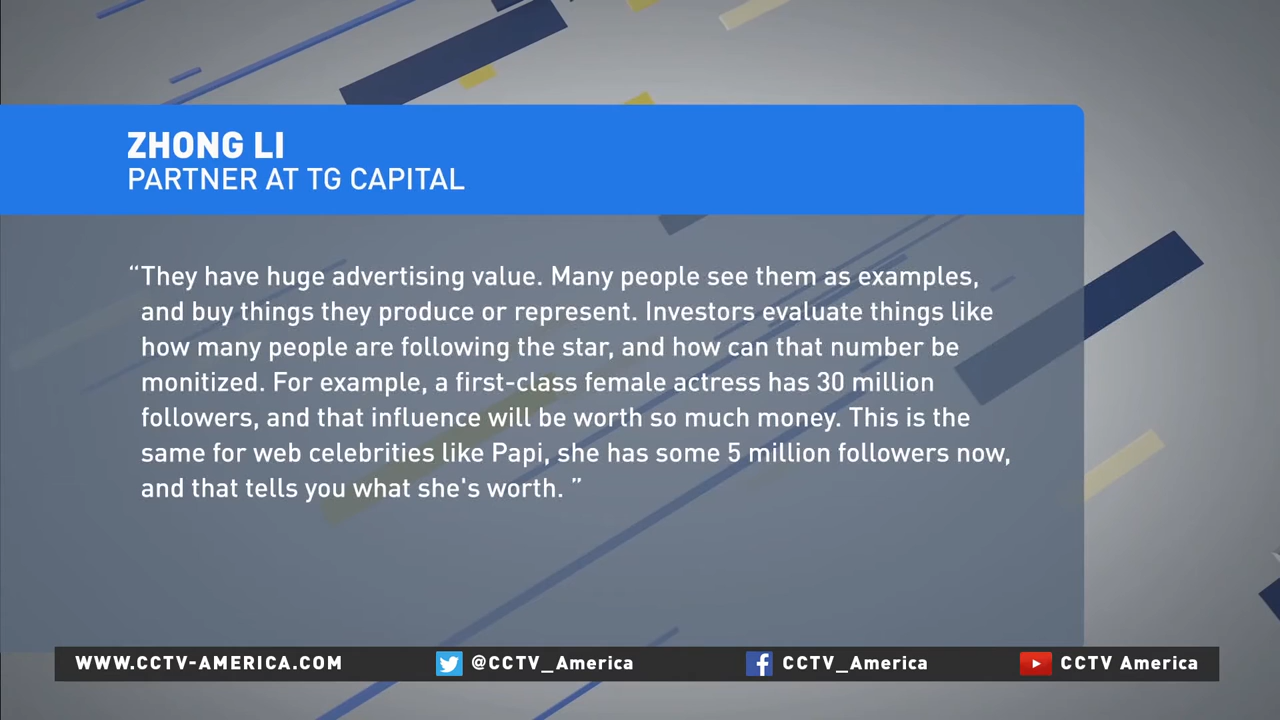 ZHONG LI
PARTNER AT TG CAPITAL
“They have huge advertising value. Many people see them as examples,
and buy things they produce or represent. Investors evaluate things like
how many people are following the star, and how can that number be
monitized. For example, a first-class female actress has 30 million
followers, and that influence will be worth so much money. This is the
same for web celebrities like Papi, she has some 5 million followers now,
and that tells you what she's worth. ”
WWW.CCTV-AMERICA.COM @CCTV_America CCTV_America CCTV America